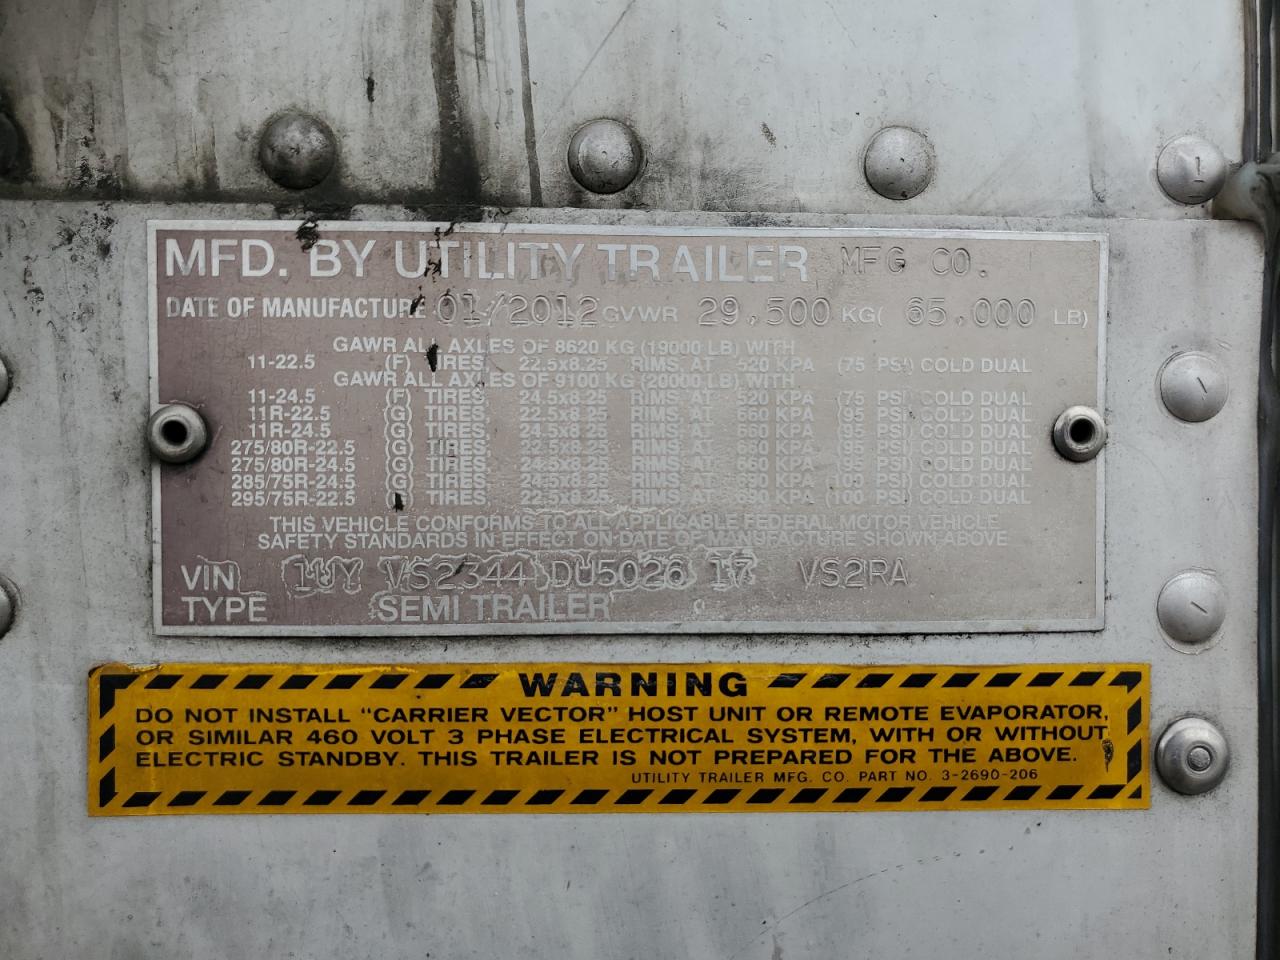 MFD. BY UTILITY TRAILER MFG CO.
DATE OF MANUFACTURE 01/2012 GVWR 29,500 KG( 65,000 LB)
GAWR ALL AXLES OF 8620 KG (19000 LB) WITH
11-22.5 (F) TIRES, 22.5x8.25 RIMS, AT 520 KPA (75 PSI) COLD DUAL
GAWR ALL AXLES OF 9100 KG (20000 LB) WITH
11-24.5 (F) TIRES, 24.5x8.25 RIMS, AT 520 KPA (75 PSI) COLD DUAL
11R-22.5 (G) TIRES, 22.5x8.25 RIMS, AT 660 KPA (95 PSI) COLD DUAL
11R-24.5 (G) TIRES, 24.5x8.25 RIMS, AT 660 KPA (95 PSI) COLD DUAL
275/80R-22.5 (G) TIRES, 22.5x8.25 RIMS, AT KPA PSI) COLD DUAL
275/80R-24.5 (G) TIRES, 24.5x8.25 RIMS, AT 660 KPA (95 PSI) COLD DUAL
285/75R-24.5 (G) TIRES, 24.5x8.25 RIMS, AT KPA (100 PSI) COLD DUAL
295/75R-22.5 TIRES, 22.5x8.25 RIMS, AT KPA (100 PSI) COLD DUAL
THIS VEHICLE CONFORMS TO ALL APPLICABLE FEDERAL MOTOR VEHICLE
SAFETY STANDARDS IN EFFECT ON DATE OF MANUFACTURE SHOWN ABOVE
VIN 1UY VS2344 DU5026 17 VS2RA
TYPE SEMI TRAILER
WARNING
DO NOT INSTALL "CARRIER VECTOR" HOST UNIT OR REMOTE EVAPORATOR,
OR SIMILAR 460 VOLT 3 PHASE ELECTRICAL SYSTEM, WITH OR WITHOUT
ELECTRIC STANDBY. THIS TRAILER IS NOT PREPARED FOR THE ABOVE.
UTILITY TRAILER MFG. CO. PART NO. 3-2690-206